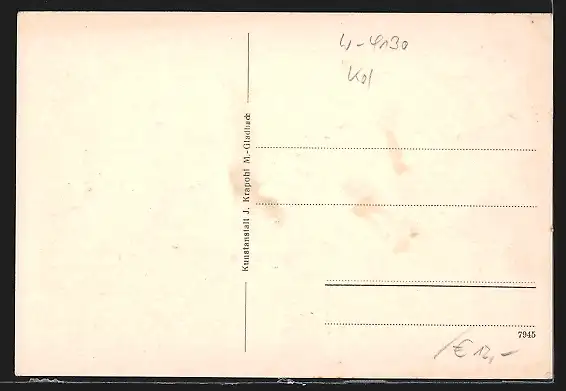 4-4130
Kol
Kunstanstalt J. Krapohl M.-Gladbach
7945
€ 12,-